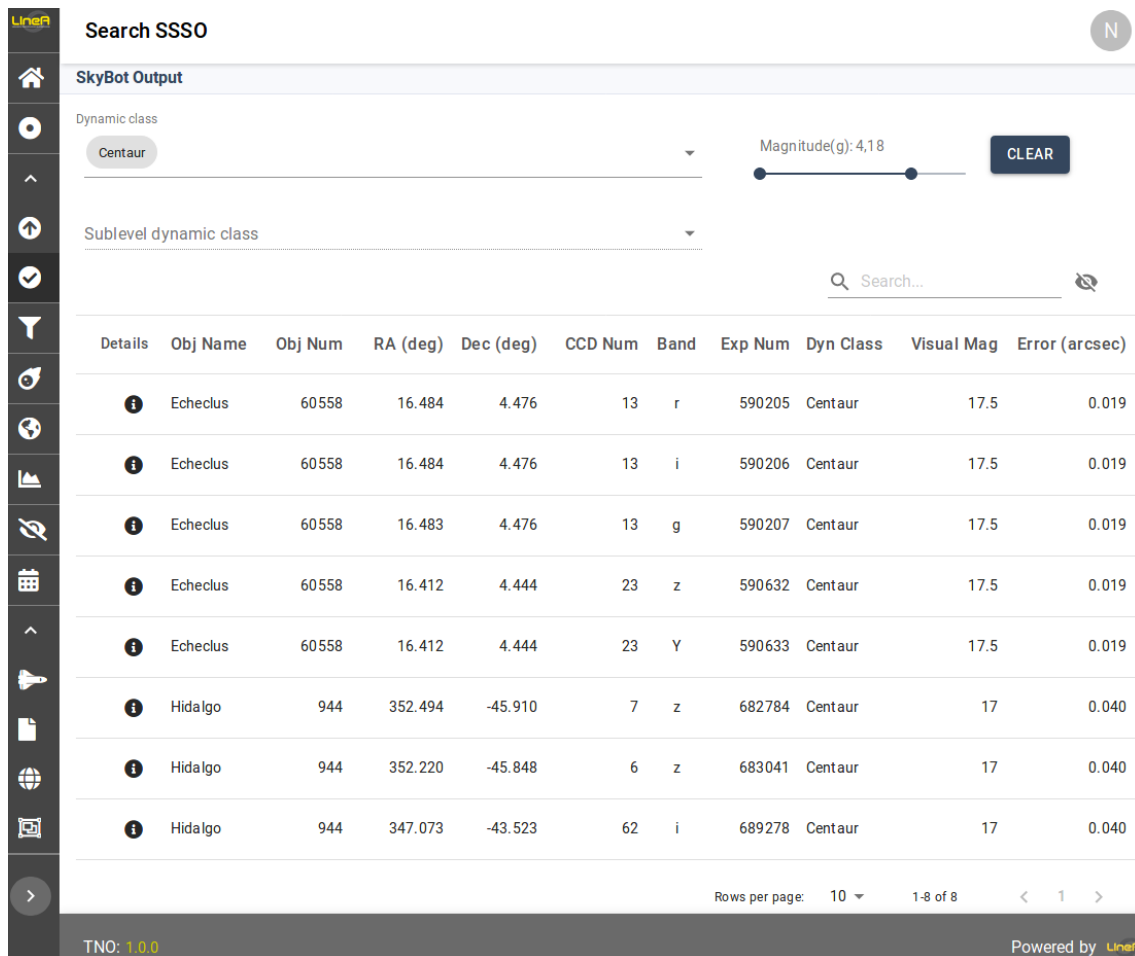 LIneA
Search SSSO
N
SkyBot Output
Dynamic class
Centaur
Magnitude(g): 4,18
CLEAR
Sublevel dynamic class
Search...
Details Obj Name Obj Num RA (deg) Dec (deg) CCD Num Band Exp Num Dyn Class Visual Mag Error (arcsec)
Echeclus 60558 16.484 4.476 13 r 590205 Centaur 17.5 0.019
Echeclus 60558 16.484 4.476 13 i 590206 Centaur 17.5 0.019
Echeclus 60558 16.483 4.476 13 g 590207 Centaur 17.5 0.019
Echeclus 60558 16.412 4.444 23 z 590632 Centaur 17.5 0.019
Echeclus 60558 16.412 4.444 23 Y 590633 Centaur 17.5 0.019
Hidalgo 944 352.494 -45.910 7 z 682784 Centaur 17 0.040
Hidalgo 944 352.220 -45.848 6 z 683041 Centaur 17 0.040
Hidalgo 944 347.073 -43.523 62 i 689278 Centaur 17 0.040
Rows per page: 10 1-8 of 8 1
TNO: 1.0.0 Powered by LIneA